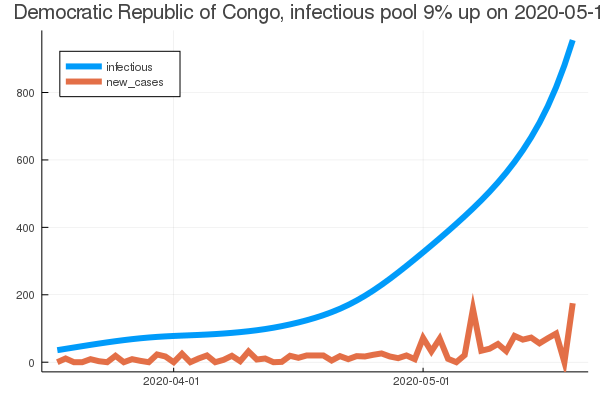 Democratic Republic of Congo, infectious pool 9% up on 2020-05-1
infectious
new_cases
800
600
400
200
0
2020-04-01 2020-05-01